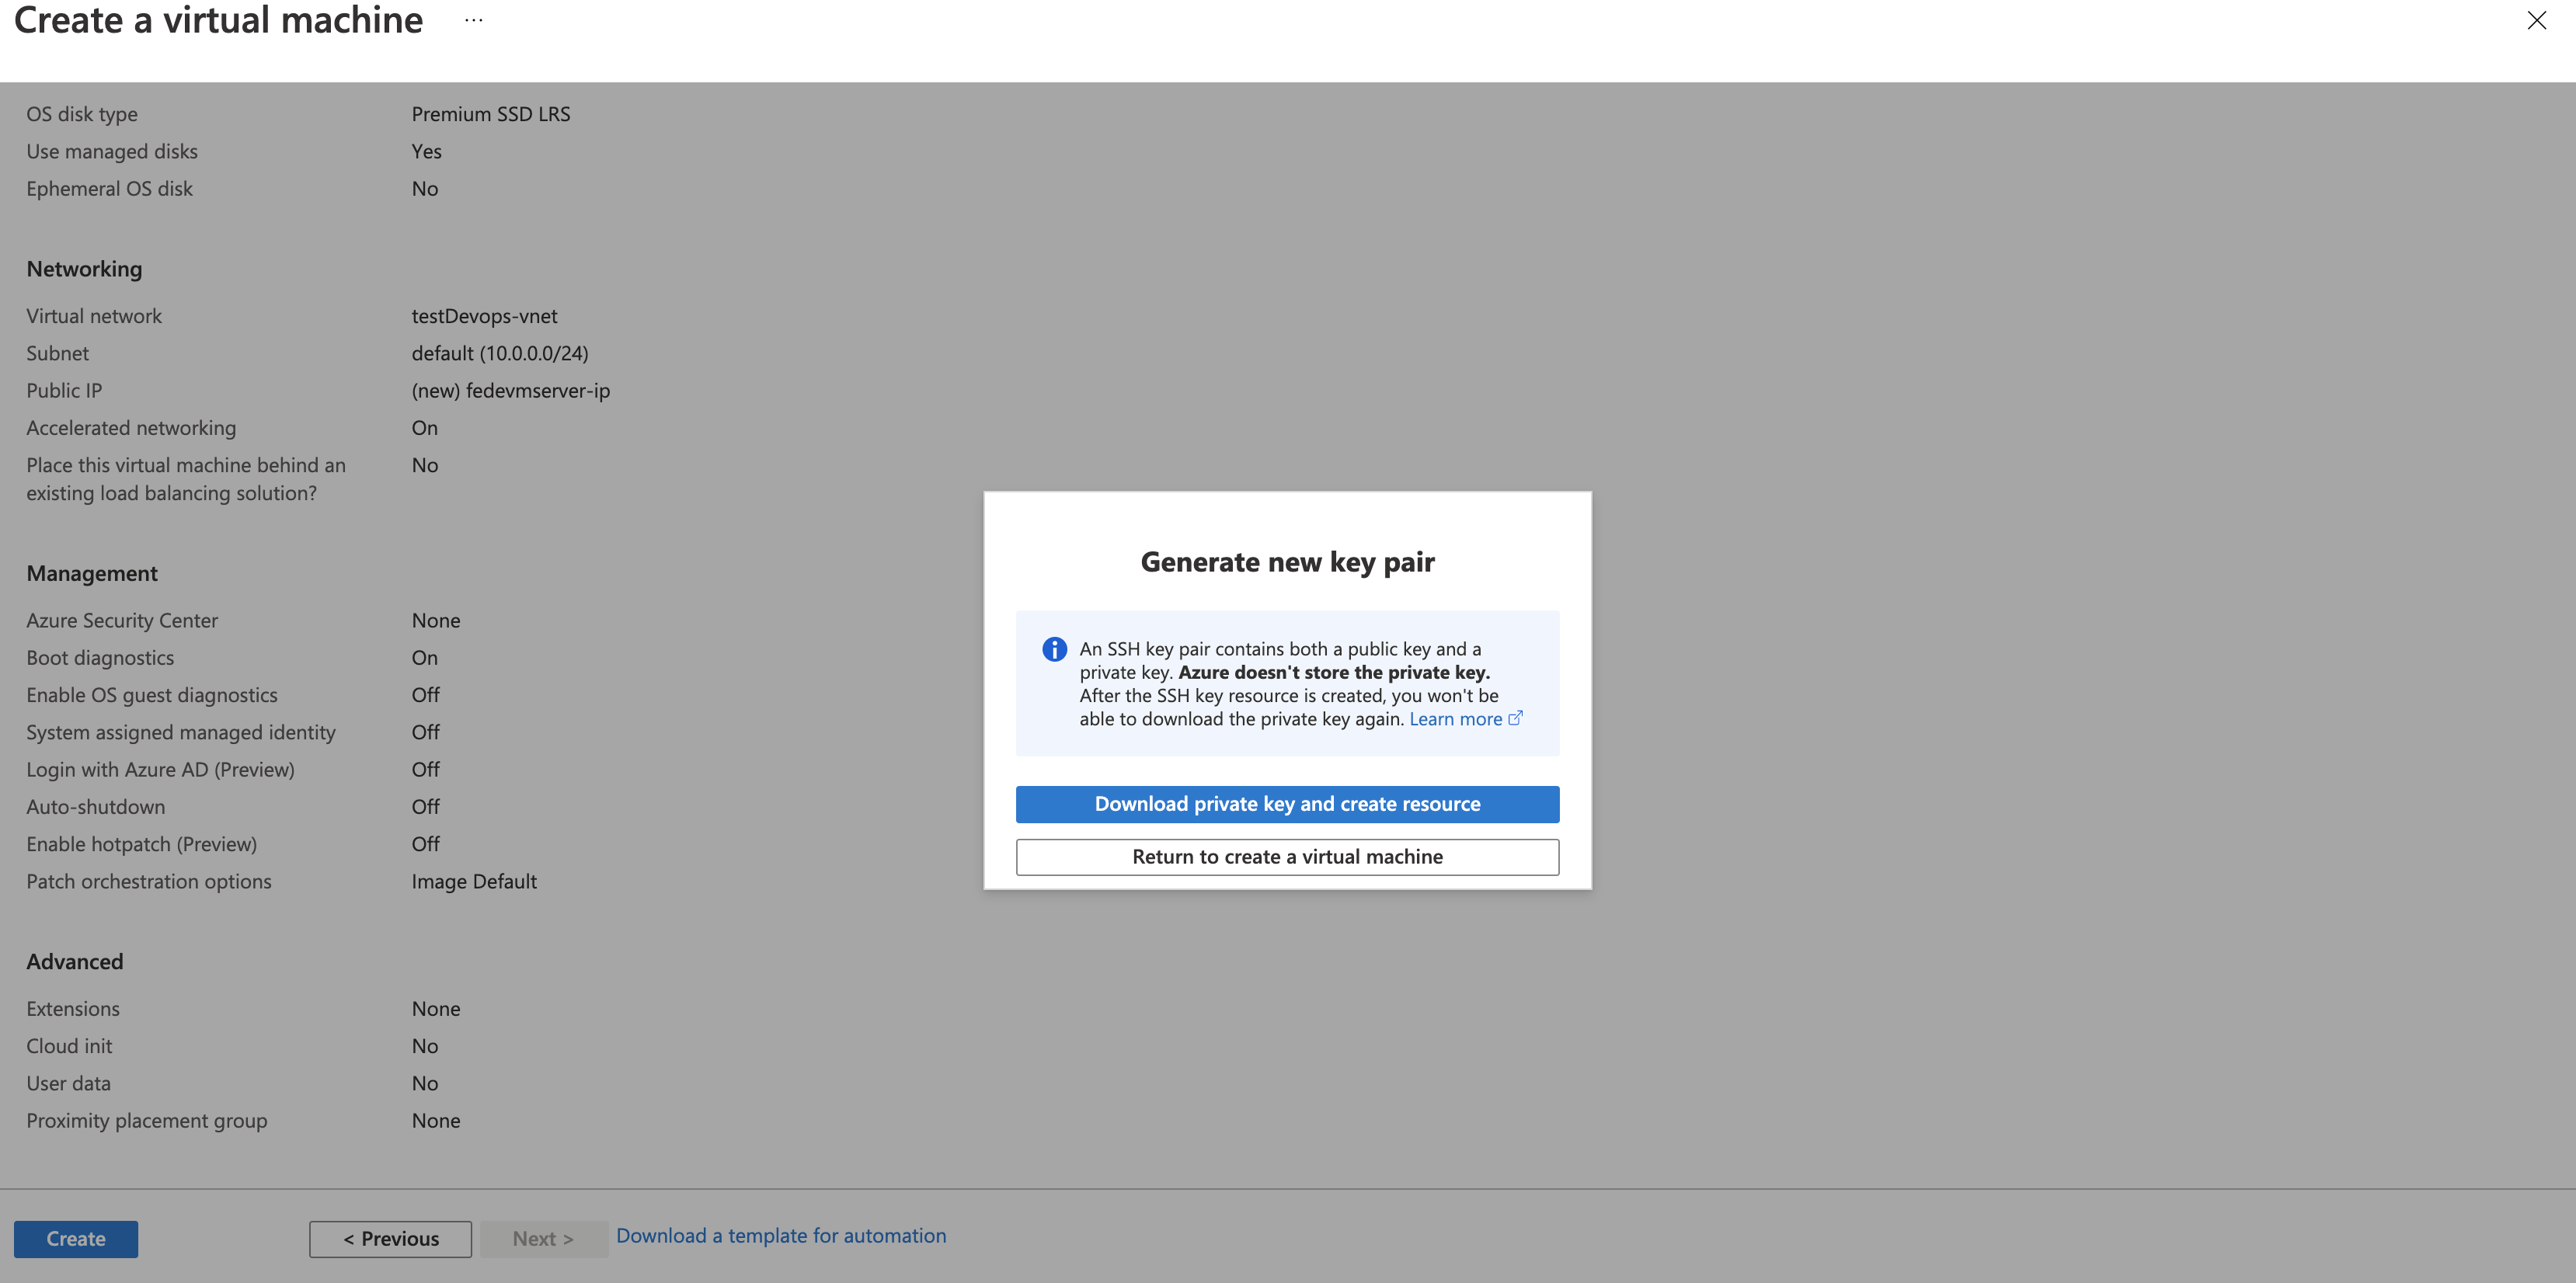 Create a virtual machine ...
OS disk type Premium SSD LRS
Use managed disks Yes
Ephemeral OS disk No
Networking
Virtual network testDevops-vnet
Subnet default (10.0.0.0/24)
Public IP (new) fedevmserver-ip
Accelerated networking On
Place this virtual machine behind an No
existing load balancing solution?
Management
Azure Security Center None
Boot diagnostics On
Enable OS guest diagnostics Off
System assigned managed identity Off
Login with Azure AD (Preview) Off
Auto-shutdown Off
Enable hotpatch (Preview) Off
Patch orchestration options Image Default
Advanced
Extensions None
Cloud init No
User data No
Proximity placement group None
Generate new key pair
An SSH key pair contains both a public key and a
private key. Azure doesn't store the private key.
After the SSH key resource is created, you won't be
able to download the private key again. Learn more
Download private key and create resource
Return to create a virtual machine
Create < Previous Next > Download a template for automation